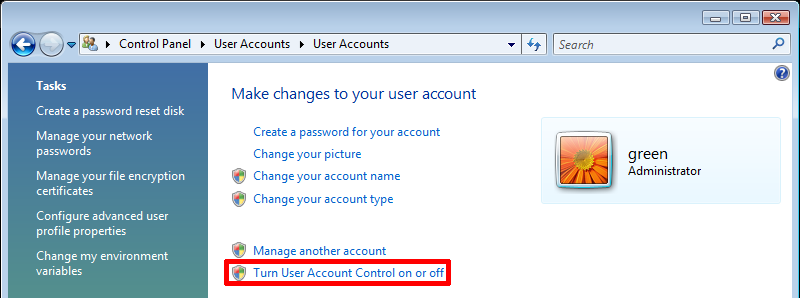 Control Panel ▸ User Accounts ▸ User Accounts
Search
Tasks
Create a password reset disk
Manage your network
passwords
Manage your file encryption
certificates
Configure advanced user
profile properties
Change my environment
variables
Make changes to your user account
Create a password for your account
Change your picture
Change your account name
Change your account type
Manage another account
Turn User Account Control on or off
green
Administrator